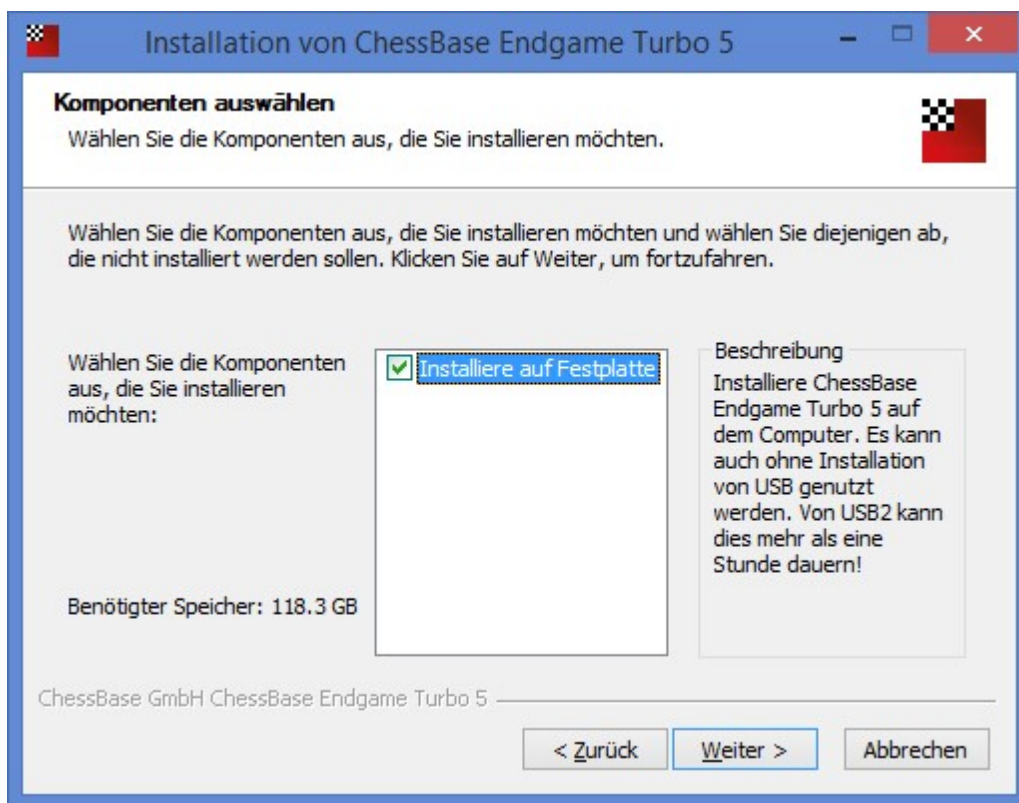 Installation von ChessBase Endgame Turbo 5
Komponenten auswählen
Wählen Sie die Komponenten aus, die Sie installieren möchten.
Wählen Sie die Komponenten aus, die Sie installieren möchten und wählen Sie diejenigen ab,
die nicht installiert werden sollen. Klicken Sie auf Weiter, um fortzufahren.
Wählen Sie die Komponenten
aus, die Sie installieren
möchten:
Installiere auf Festplatte
Beschreibung
Installiere ChessBase
Endgame Turbo 5 auf
dem Computer. Es kann
auch ohne Installation
von USB genutzt
werden. Von USB2 kann
dies mehr als eine
Stunde dauern!
Benötigter Speicher: 118.3 GB
ChessBase GmbH ChessBase Endgame Turbo 5
< Zurück
Weiter >
Abbrechen